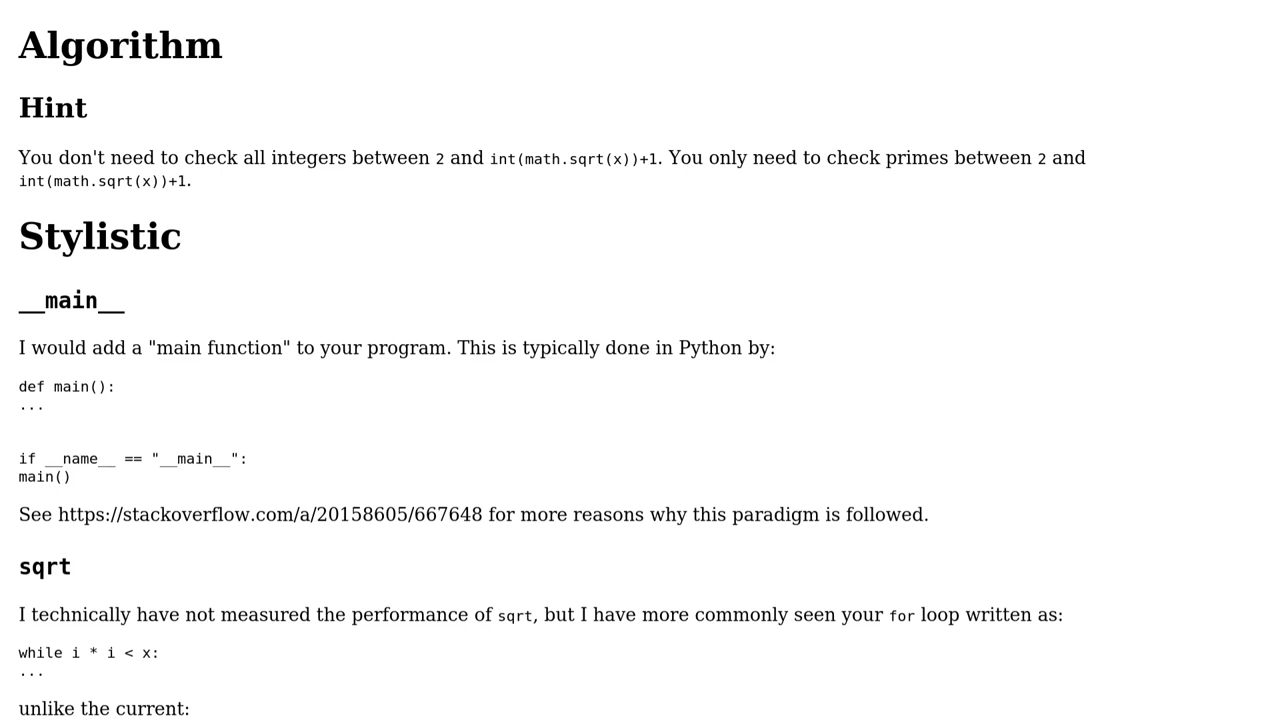 Algorithm
Hint
You don't need to check all integers between 2 and int(math.sqrt(x))+1. You only need to check primes between 2 and
int(math.sqrt(x))+1.
Stylistic
__main__
I would add a "main function" to your program. This is typically done in Python by:
def main():
...
if __name__ == "__main__":
main()
See https://stackoverflow.com/a/20158605/667648 for more reasons why this paradigm is followed.
sqrt
I technically have not measured the performance of sqrt, but I have more commonly seen your for loop written as:
while i * i < x:
...
unlike the current: